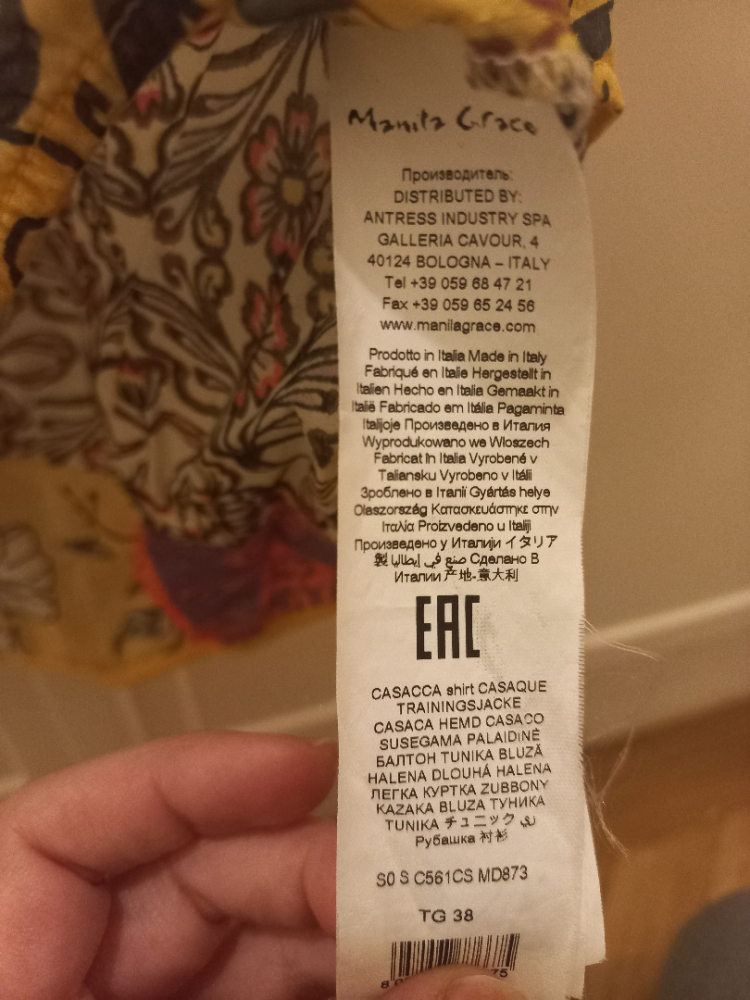 Manila Grace
Производитель:
DISTRIBUTED BY:
ANTRESS INDUSTRY SPA
GALLERIA CAVOUR, 4
40124 BOLOGNA – ITALY
Tel +39 059 68 47 21
Fax +39 059 65 24 56
www.manilagrace.com
Prodotto in Italia Made in Italy
Fabriqué en Italie Hergestellt in
Italien Hecho en Italia Gemaakt in
Italië Fabricado em Itália Pagaminta
Italijoje Произведено в Италия
Wyprodukowano we Wloszech
Fabricat în Italia Vyrobené v
Taliansku Vyrobeno v Itálii
Зроблено в Італії Gyártás helye
Olaszország Κατασκευάστηκε στην
Ιταλία Proizvedeno u Italiji
Произведено у Италији イタリア
製 صنع في إيطاليا Сделано В
Италии 产地-意大利
EAC
CASACCA shirt CASAQUE
TRAININGSJACKE
CASACA HEMD CASACO
SUSEGAMA PALAIDINĖ
БАЛТОН TUNIKA BLUZĂ
HALENA DLOUHÁ HALENA
ЛЕГКА КУРТКА ZUBBONY
KAZAKA BLUZA ТУНИКА
TUNIKA チュニック
Рубашка 衬衫
S0 S C561CS MD873
TG 38